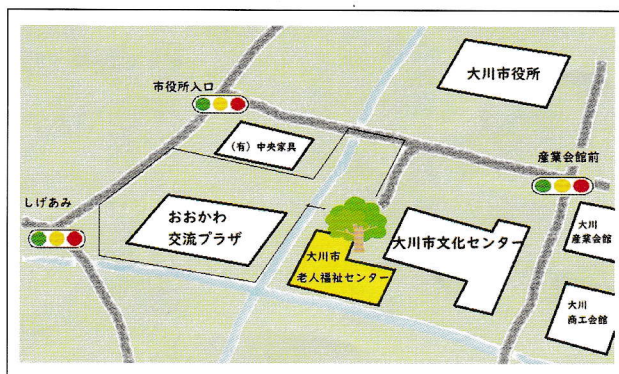 大川市役所
市役所入口
(有)中央家具
産業会館前
しげあみ
おおかわ
交流プラザ
大川市文化センター
大川
産業会館
大川市
老人福祉センター
大川
商工会館